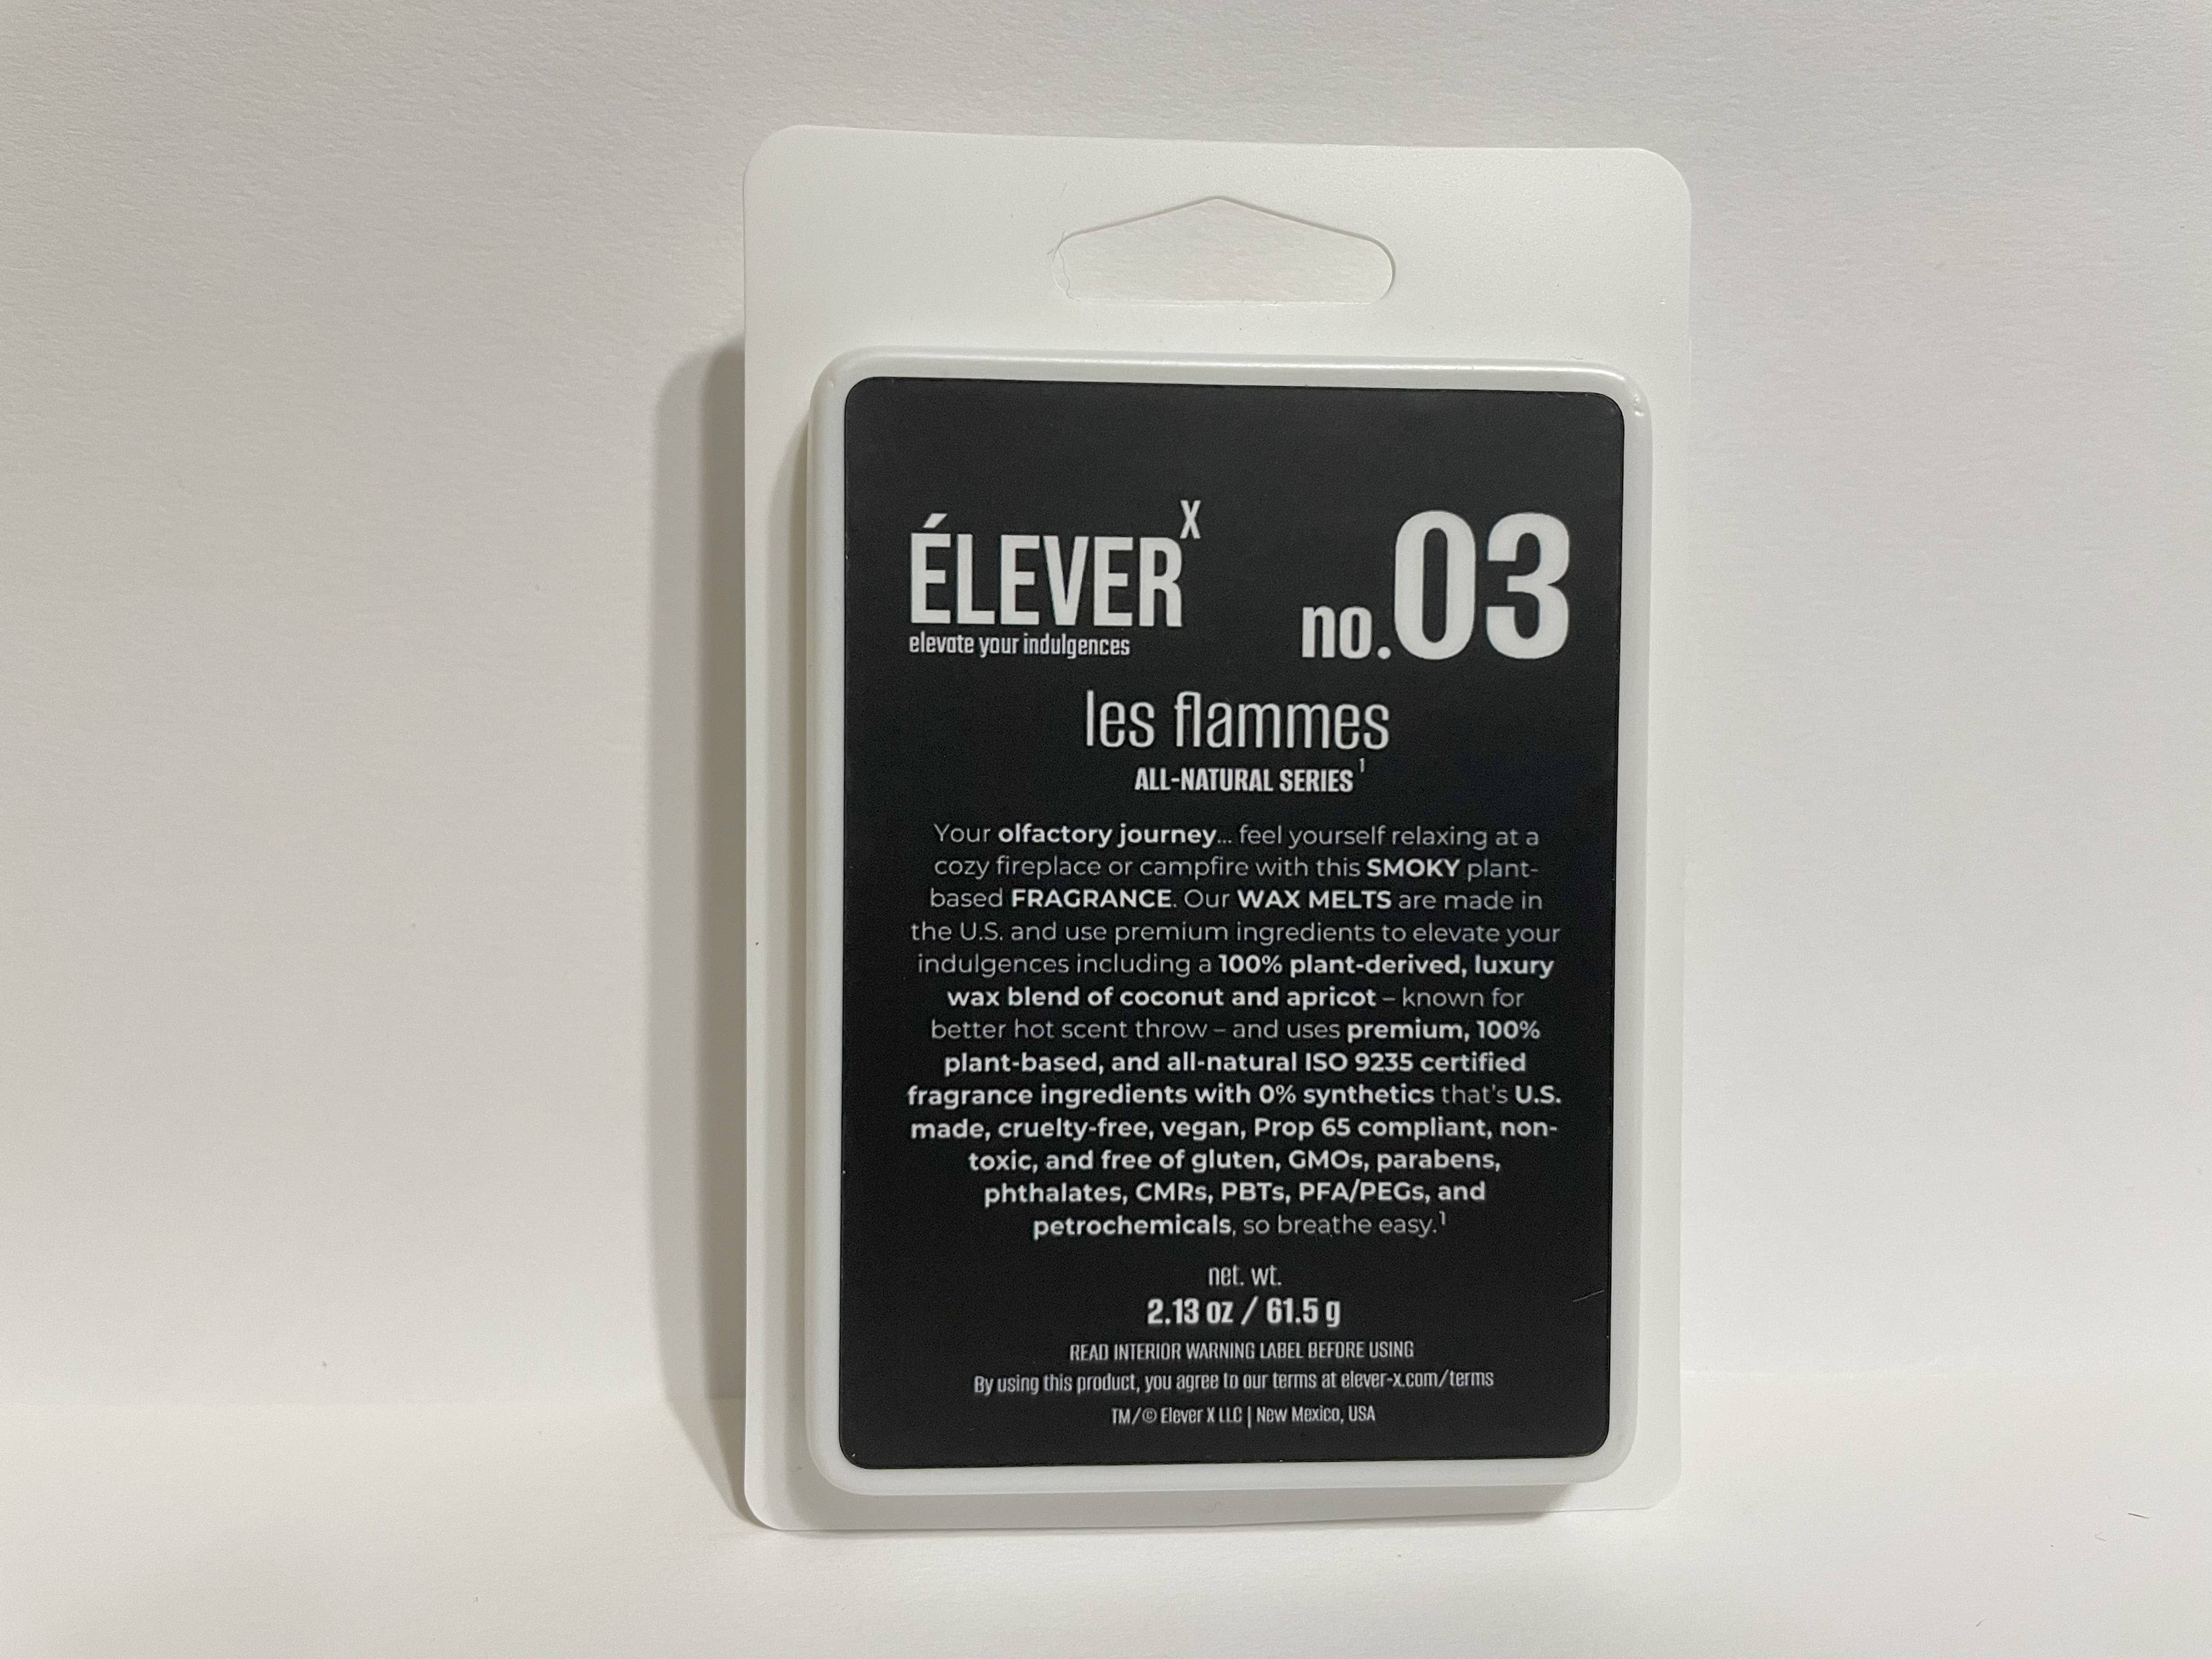 ÉLEVER X
elevate your indulgences
no.03
les flammes
ALL-NATURAL SERIES 1
Your olfactory journey... feel yourself relaxing at a
cozy fireplace or campfire with this SMOKY plant-
based FRAGRANCE. Our WAX MELTS are made in
the U.S. and use premium ingredients to elevate your
indulgences including a 100% plant-derived, luxury
wax blend of coconut and apricot – known for
better hot scent throw – and uses premium, 100%
plant-based, and all-natural ISO 9235 certified
fragrance ingredients with 0% synthetics that's U.S.
made, cruelty-free, vegan, Prop 65 compliant, non-
toxic, and free of gluten, GMOs, parabens,
phthalates, CMRs, PBTs, PFA/PEGs, and
petrochemicals, so breathe easy.1
net. wt.
2.13 oz / 61.5 g
READ INTERIOR WARNING LABEL BEFORE USING
By using this product, you agree to our terms at elever-x.com/terms
TM/© Elever X LLC | New Mexico, USA